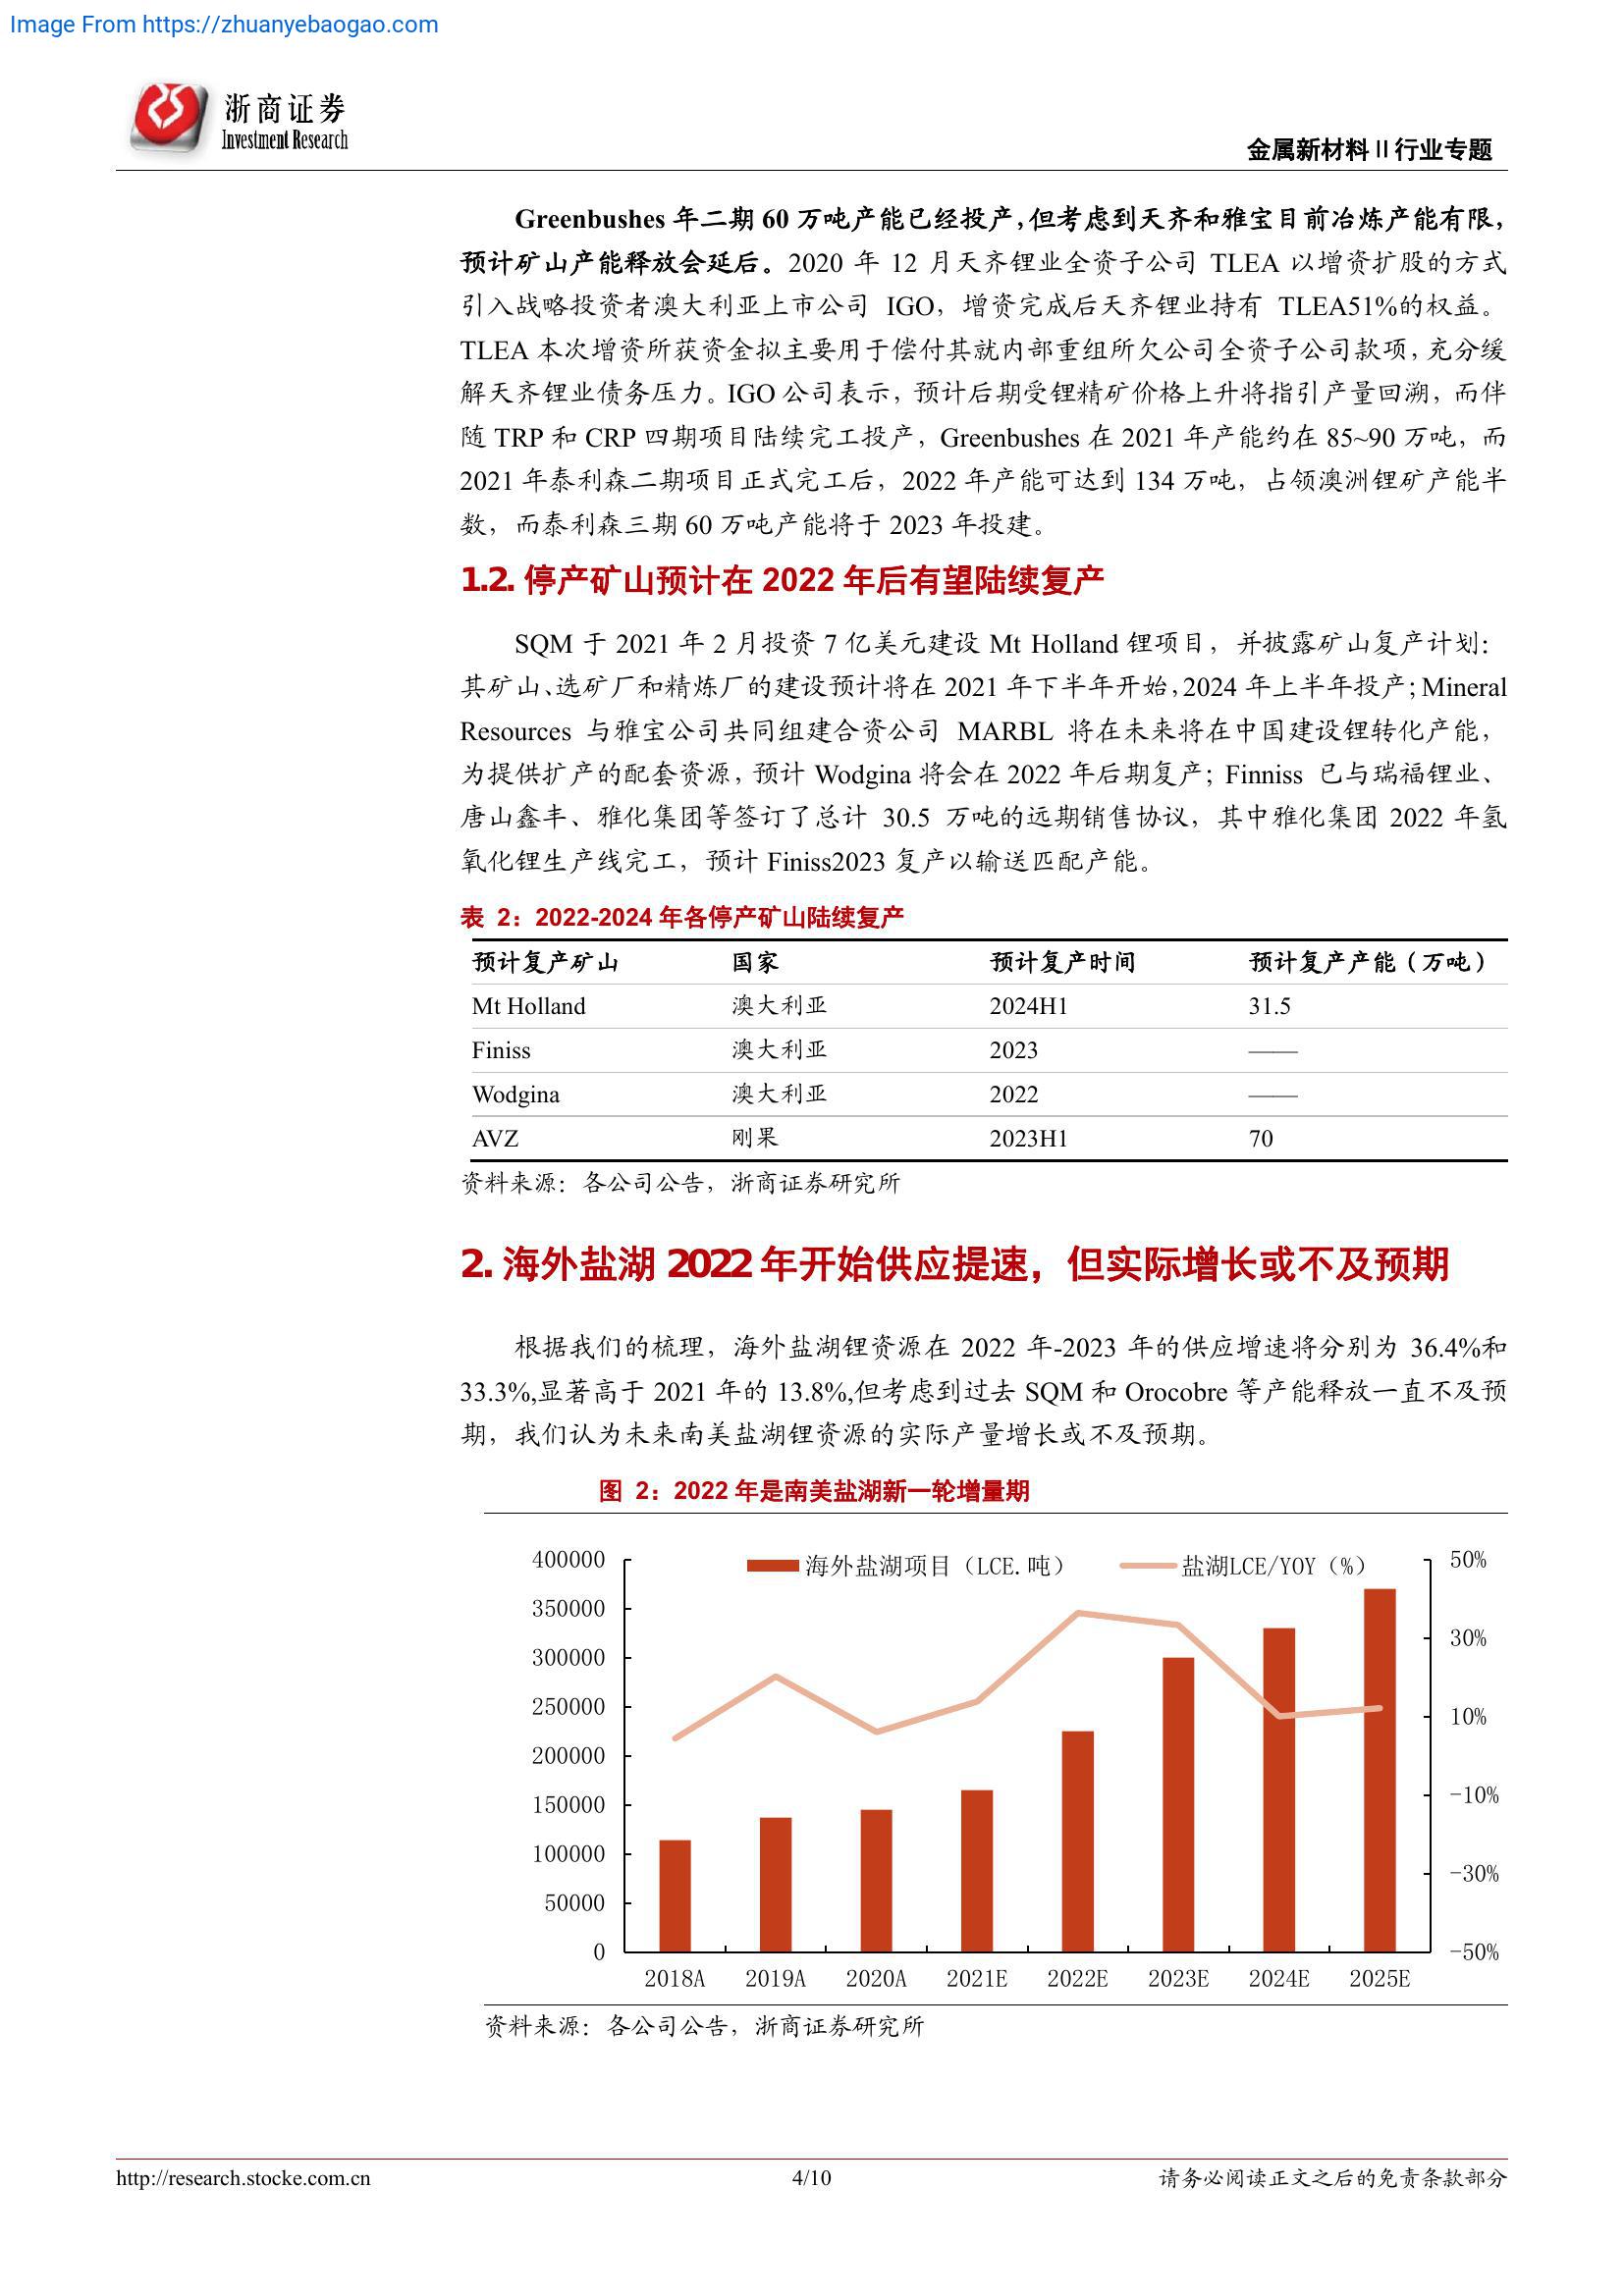 Image From https://zhuanyebaogao.com
浙商证券
Investment Research
金属新材料 II 行业专题
Greenbushes 年二期 60 万吨产能已经投产，但考虑到天齐和雅宝目前冶炼产能有限，
预计矿山产能释放会延后。2020 年 12 月天齐锂业全资子公司 TLEA 以增资扩股的方式
引入战略投资者澳大利亚上市公司 IGO，增资完成后天齐锂业持有 TLEA51%的权益。
TLEA 本次增资所获资金拟主要用于偿付其就内部重组所欠公司全资子公司款项，充分缓
解天齐锂业债务压力。IGO 公司表示，预计后期受锂精矿价格上升将指引产量回溯，而伴
随 TRP 和 CRP 四期项目陆续完工投产，Greenbushes 在 2021 年产能约在 85~90 万吨，而
2021 年泰利森二期项目正式完工后，2022 年产能可达到 134 万吨，占领澳洲锂矿产能半
数，而泰利森三期 60 万吨产能将于 2023 年投建。
1.2. 停产矿山预计在 2022 年后有望陆续复产
SQM 于 2021 年 2 月投资 7 亿美元建设 Mt Holland 锂项目，并披露矿山复产计划：
其矿山、选矿厂和精炼厂的建设预计将在 2021 年下半年开始，2024 年上半年投产；Mineral
Resources 与雅宝公司共同组建合资公司 MARBL 将在未来将在中国建设锂转化产能，
为提供扩产的配套资源，预计 Wodgina 将会在 2022 年后期复产；Finniss 已与瑞福锂业、
唐山鑫丰、雅化集团等签订了总计 30.5 万吨的远期销售协议，其中雅化集团 2022 年氢
氧化锂生产线完工，预计 Finiss2023 复产以输送匹配产能。
表 2：2022-2024 年各停产矿山陆续复产
预计复产矿山 国家 预计复产时间 预计复产产能（万吨）
Mt Holland 澳大利亚 2024H1 31.5
Finiss 澳大利亚 2023 ——
Wodgina 澳大利亚 2022 ——
AVZ 刚果 2023H1 70
资料来源：各公司公告，浙商证券研究所
2. 海外盐湖 2022 年开始供应提速，但实际增长或不及预期
根据我们的梳理，海外盐湖锂资源在 2022 年-2023 年的供应增速将分别为 36.4%和
33.3%,显著高于 2021 年的 13.8%,但考虑到过去 SQM 和 Orocobre 等产能释放一直不及预
期，我们认为未来南美盐湖锂资源的实际产量增长或不及预期。
图 2：2022 年是南美盐湖新一轮增量期
海外盐湖项目（LCE.吨） 盐湖LCE/YOY（%）
400000 50%
350000
300000 30%
250000
200000 10%
150000 -10%
100000
50000 -30%
0 -50%
2018A 2019A 2020A 2021E 2022E 2023E 2024E 2025E
资料来源：各公司公告，浙商证券研究所
http://research.stocke.com.cn 4/10 请务必阅读正文之后的免责条款部分